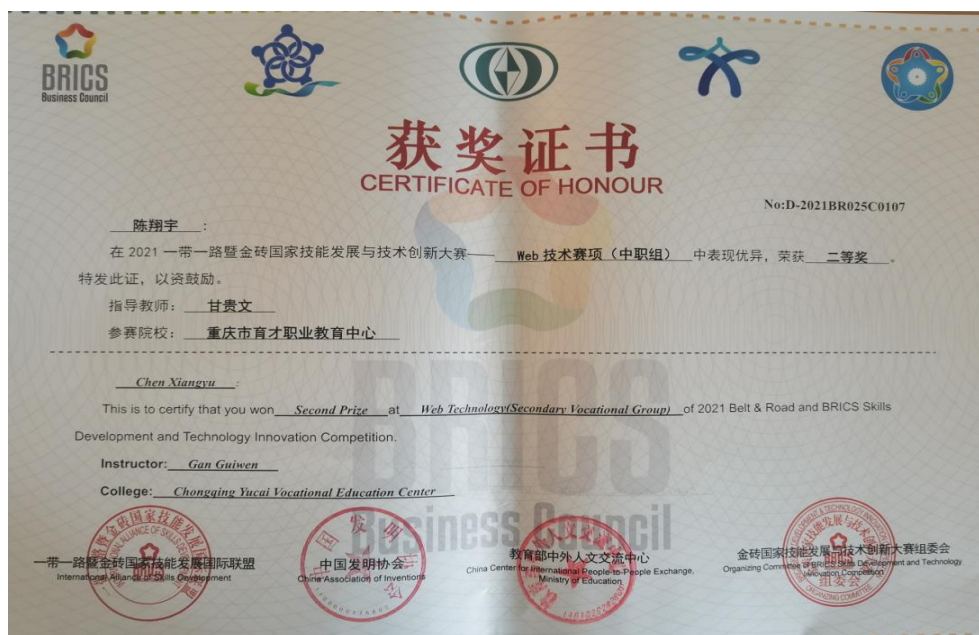 BRICS
Business Council
获奖证书
CERTIFICATE OF HONOUR
No:D-2021BR025C0107
陈翔宇：
在 2021 一带一路暨金砖国家技能发展与技术创新大赛—— Web 技术赛项（中职组） 中表现优异，荣获 二等奖 。
特发此证，以资鼓励。
指导教师： 甘贵文
参赛院校： 重庆市育才职业教育中心
Chen Xiangyu :
This is to certify that you won Second Prize at Web Technology(Secondary Vocational Group) of 2021 Belt & Road and BRICS Skills
Development and Technology Innovation Competition.
Instructor: Gan Guiwen
College: Chongqing Yucai Vocational Education Center
BRICS
Business Council
一带一路暨金砖国家技能发展国际联盟
International Alliance of Skills Development
中国发明协会
China Association of Inventions
教育部中外人文交流中心
China Center for International People-to-People Exchange,
Ministry of Education
金砖国家技能发展与技术创新大赛组委会
Organizing Committee of BRICS Skills Development and Technology
Innovation Competition
组委会
ORGANIZING COMMITTEE